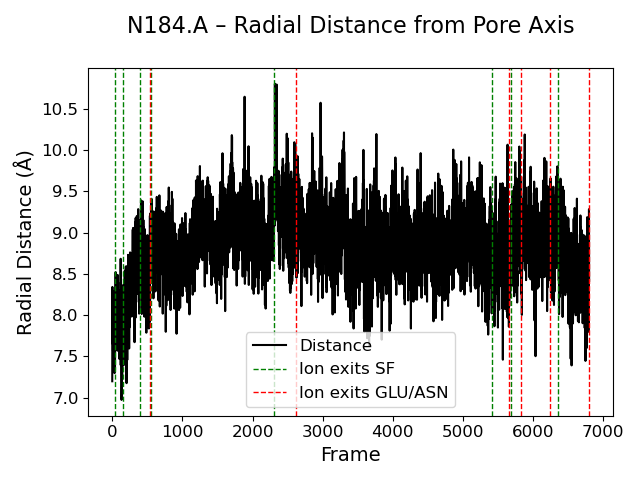 N184.A – Radial Distance from Pore Axis
Radial Distance (Å)
10.5
10.0
9.5
9.0
8.5
8.0
7.5
7.0
Distance
Ion exits SF
Ion exits GLU/ASN
0 1000 2000 3000 4000 5000 6000 7000
Frame